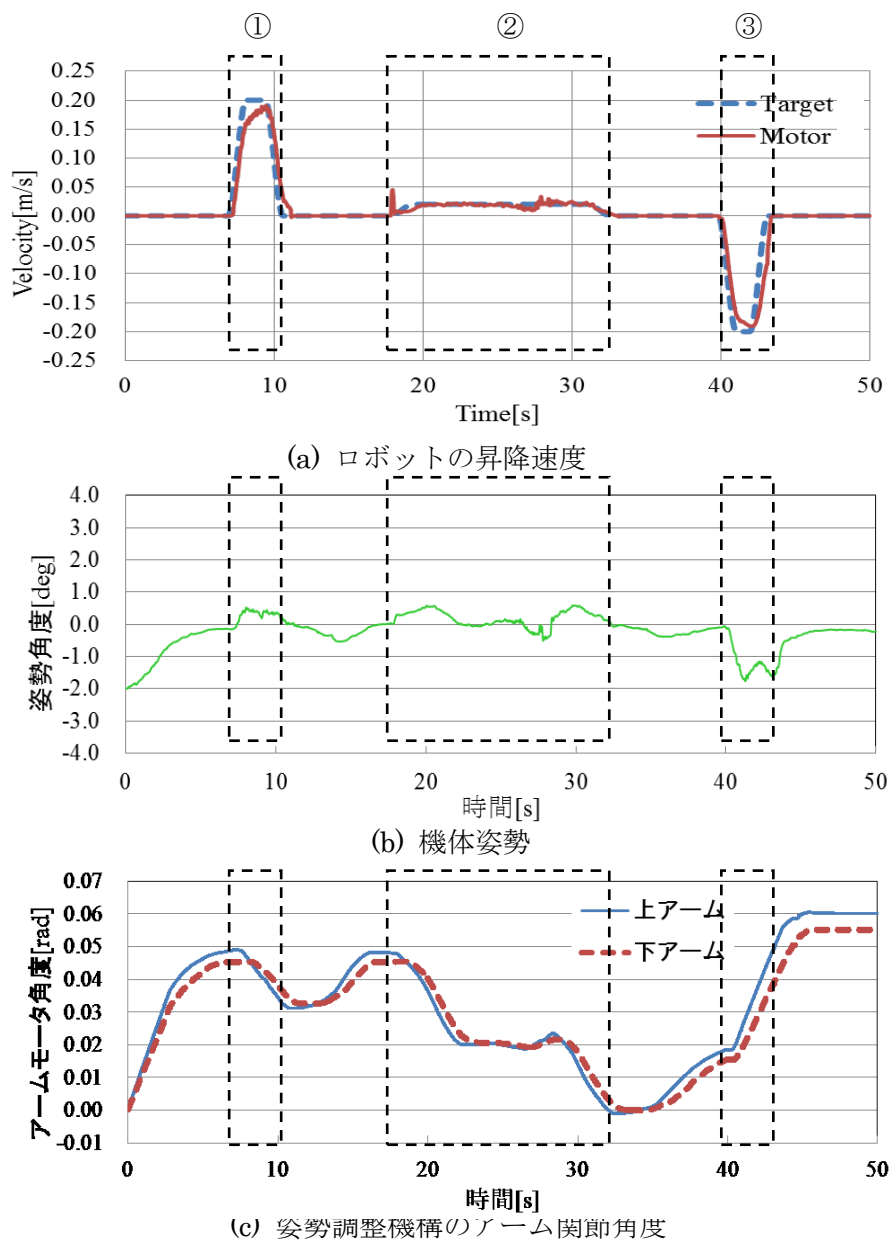 ① ② ③
0.25
0.20
0.15
0.10
0.05
0.00
-0.05
-0.10
-0.15
-0.20
-0.25
Velocity[m/s]
Target
Motor
0 10 20 30 40 50
Time[s]
(a) ロボットの昇降速度
4.0
3.0
2.0
1.0
0.0
-1.0
-2.0
-3.0
-4.0
姿勢角度[deg]
0 10 20 30 40 50
時間[s]
(b) 機体姿勢
0.07
0.06
0.05
0.04
0.03
0.02
0.01
0.00
-0.01
アームモータ角度[rad]
上アーム
下アーム
0 10 20 30 40 50
時間[s]
(c) 姿勢調整機構のアーム関節角度